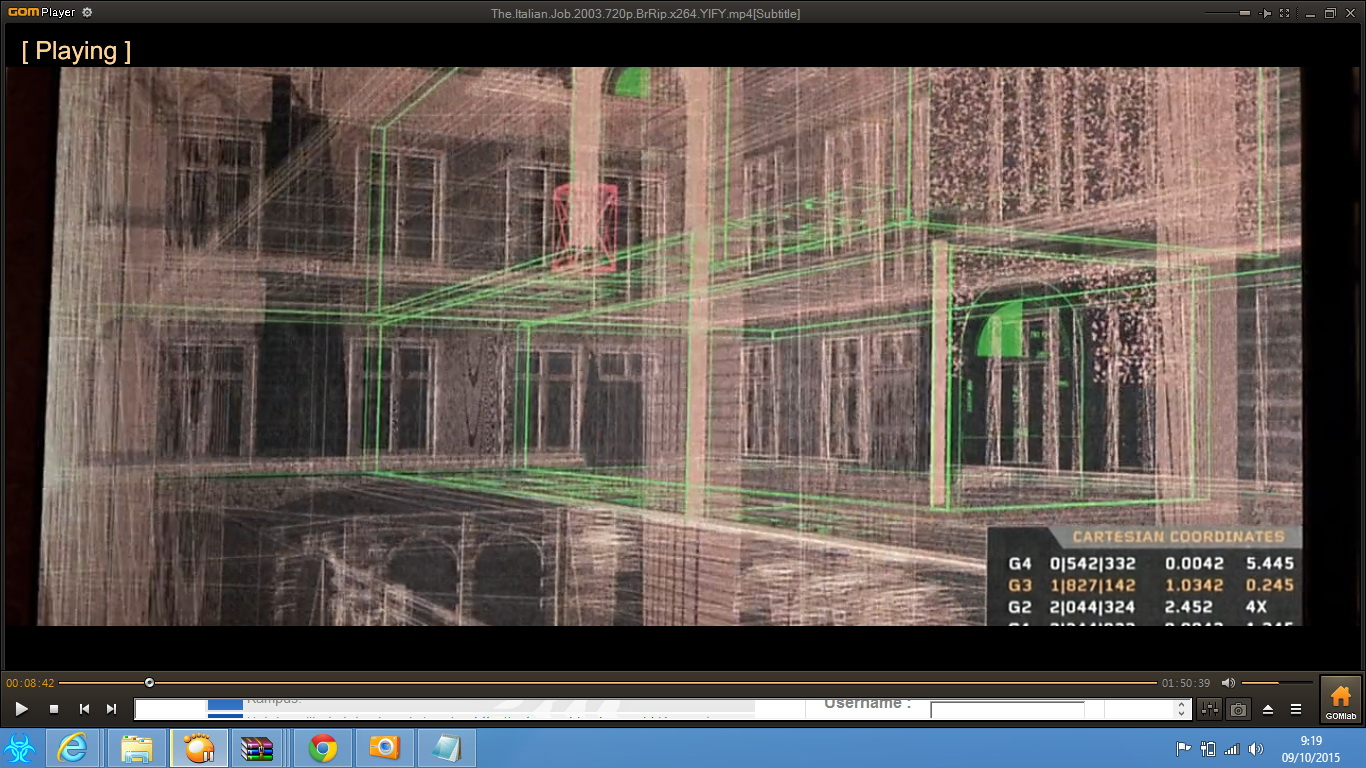 GOMPlayer
The.Italian.Job.2003.720p.BrRip.x264.YIFY.mp4[Subtitle]
[ Playing ]
CARTESIAN COORDINATES
G4 0|542|332 0.0042 5.445
G3 1|827|142 1.0342 0.245
G2 2|044|324 2.452 4X
00:08:42
01:50:39
Kampus.
Username :
GOMlab
9:19
09/10/2015